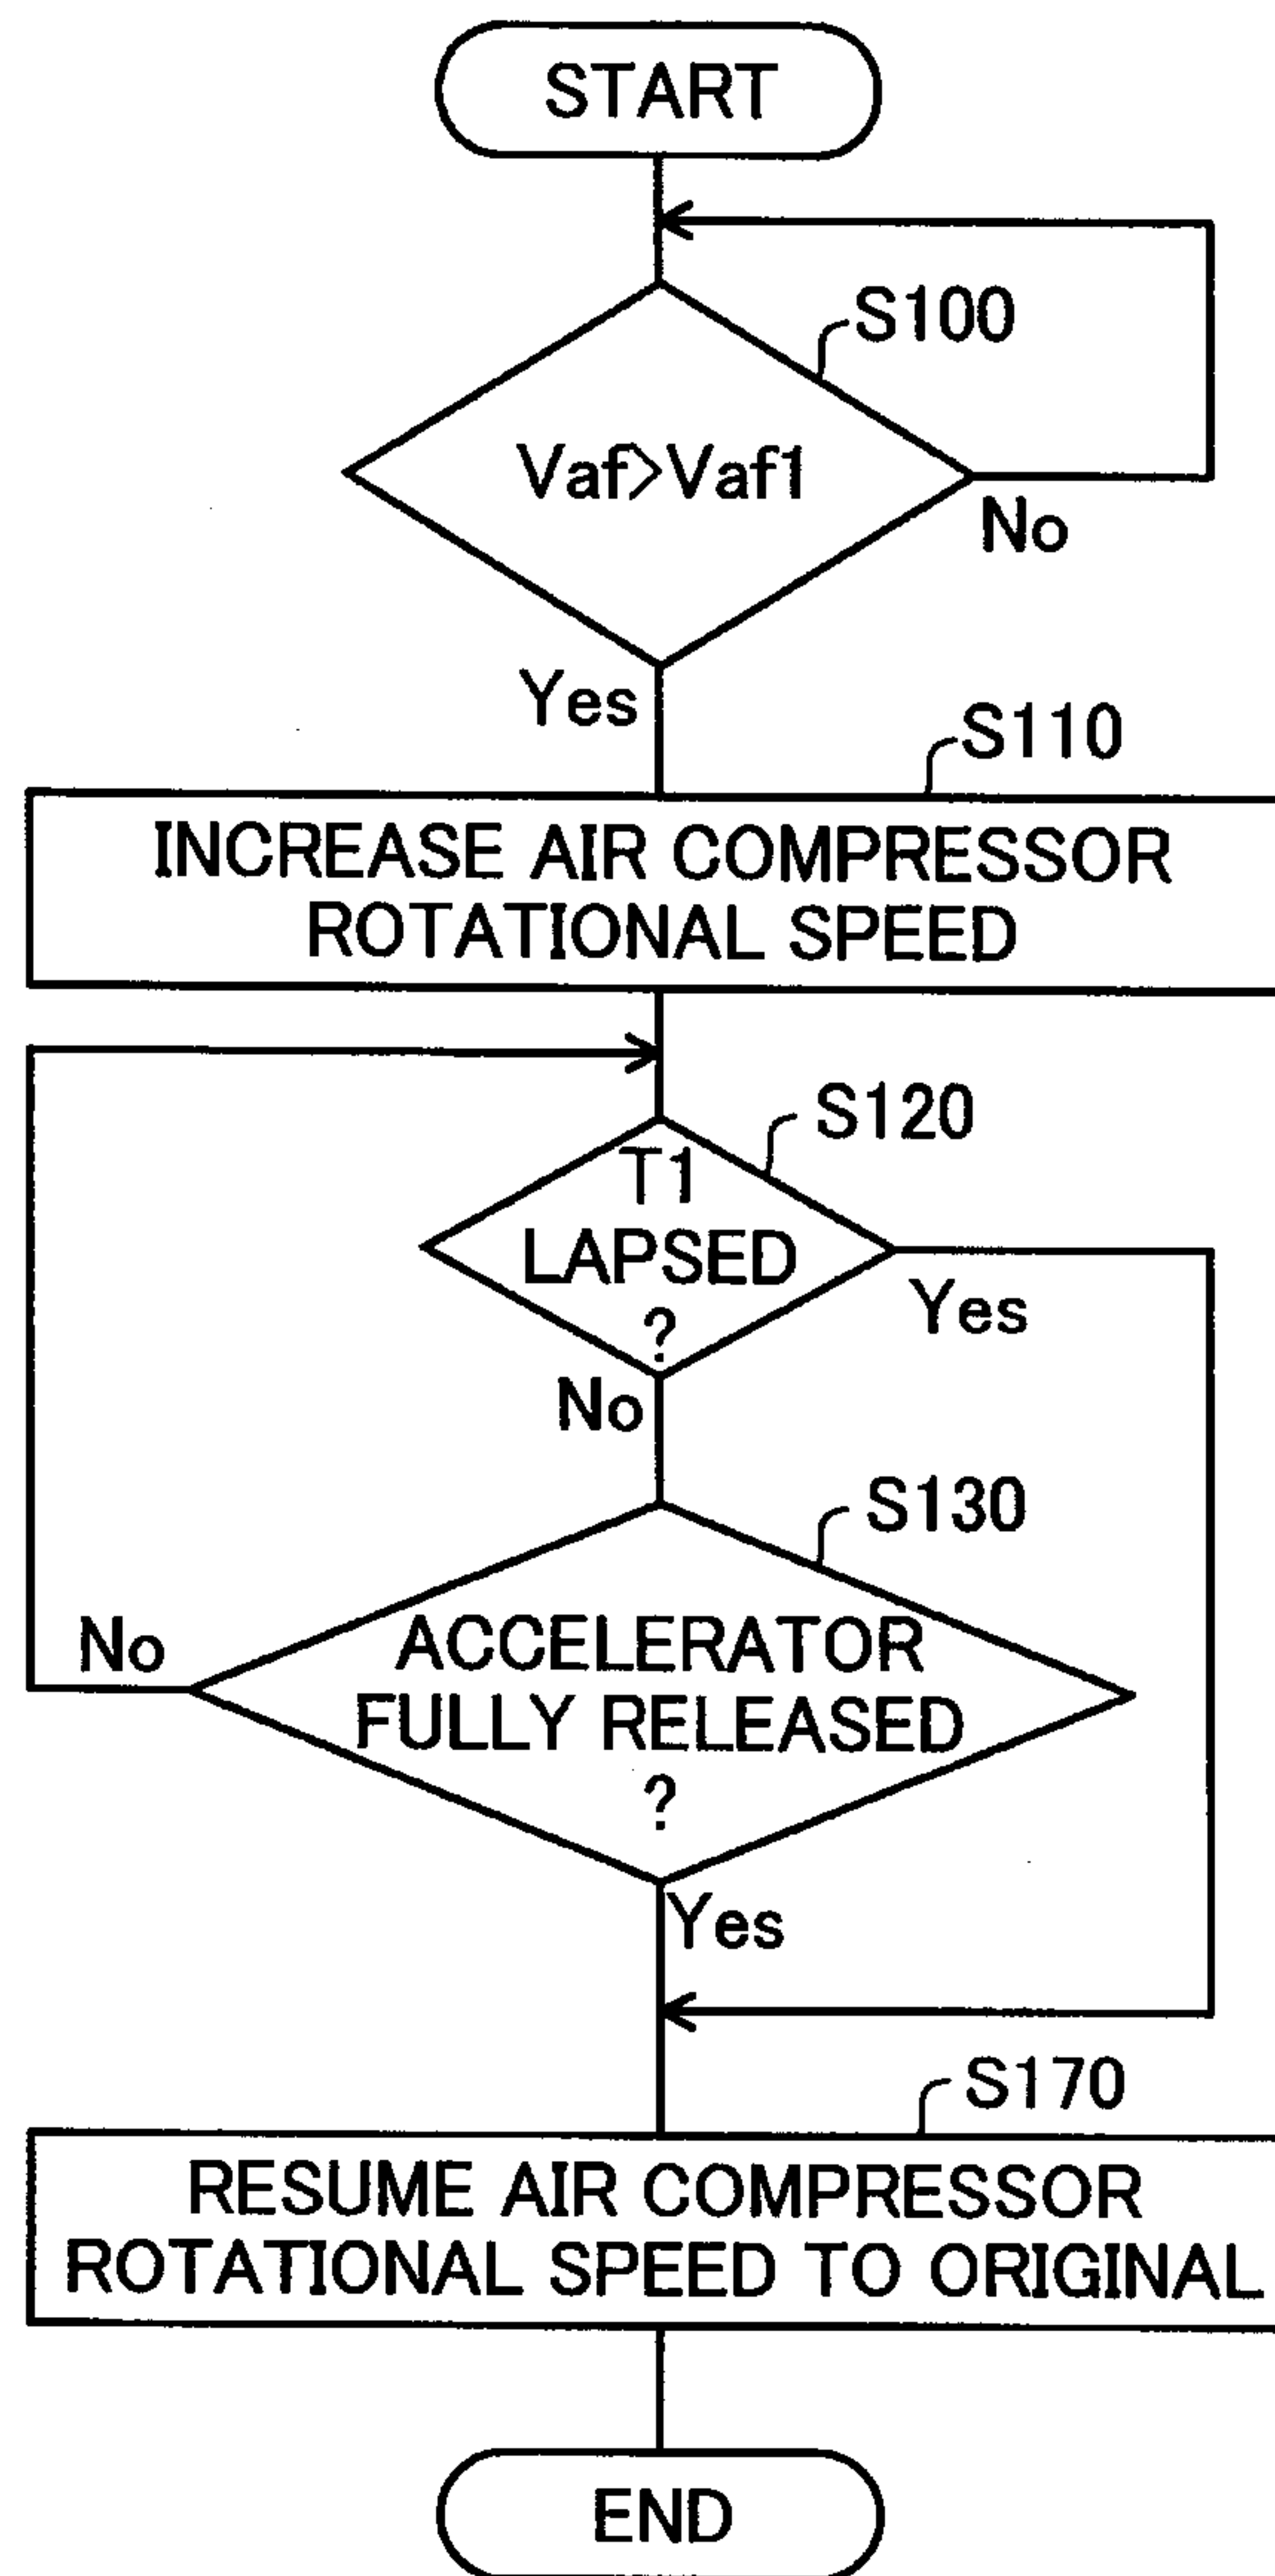 START
S100
Vaf>Vaf1
No
Yes
S110
INCREASE AIR COMPRESSOR
ROTATIONAL SPEED
S120
T1
LAPSED
?
Yes
No
S130
No
ACCELERATOR
FULLY RELEASED
?
Yes
S170
RESUME AIR COMPRESSOR
ROTATIONAL SPEED TO ORIGINAL
END